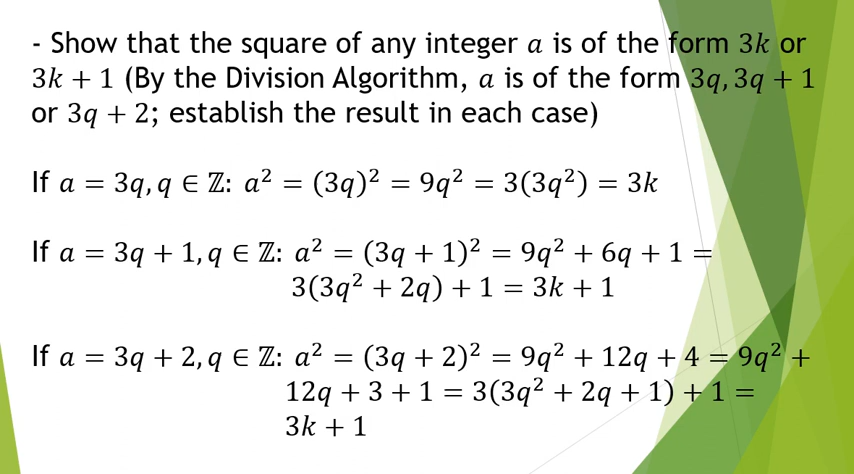 - Show that the square of any integer 𝑎 is of the form 3𝑘 or
3𝑘 + 1 (By the Division Algorithm, 𝑎 is of the form 3𝑞, 3𝑞 + 1
or 3𝑞 + 2; establish the result in each case)
If 𝑎 = 3𝑞, 𝑞 ∈ ℤ: 𝑎² = (3𝑞)² = 9𝑞² = 3(3𝑞²) = 3𝑘
If 𝑎 = 3𝑞 + 1, 𝑞 ∈ ℤ: 𝑎² = (3𝑞 + 1)² = 9𝑞² + 6𝑞 + 1 =
3(3𝑞² + 2𝑞) + 1 = 3𝑘 + 1
If 𝑎 = 3𝑞 + 2, 𝑞 ∈ ℤ: 𝑎² = (3𝑞 + 2)² = 9𝑞² + 12𝑞 + 4 = 9𝑞² +
12𝑞 + 3 + 1 = 3(3𝑞² + 2𝑞 + 1) + 1 =
3𝑘 + 1